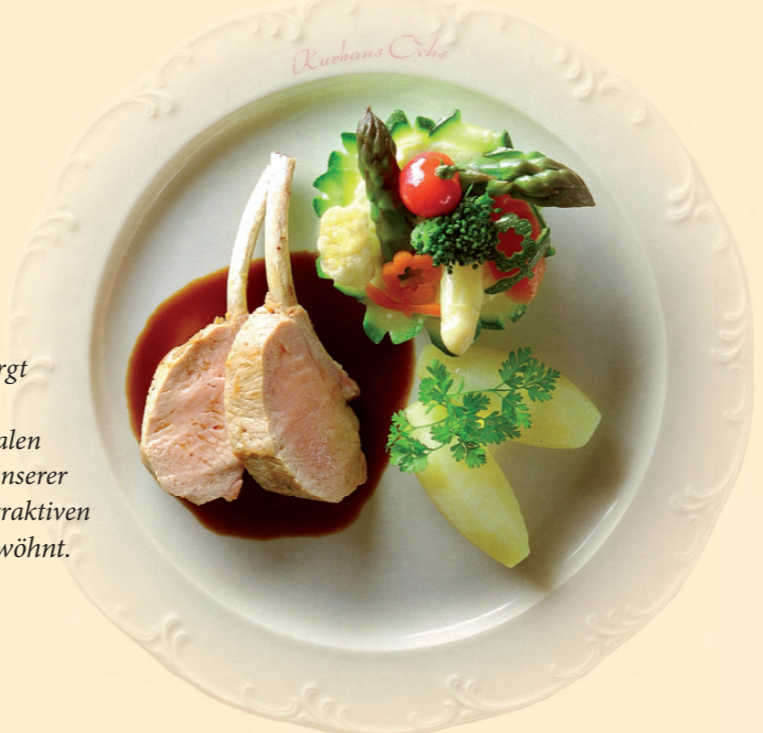 Kurhaus Ochs
rgt
alen
nserer
raktiven
wöhnt.